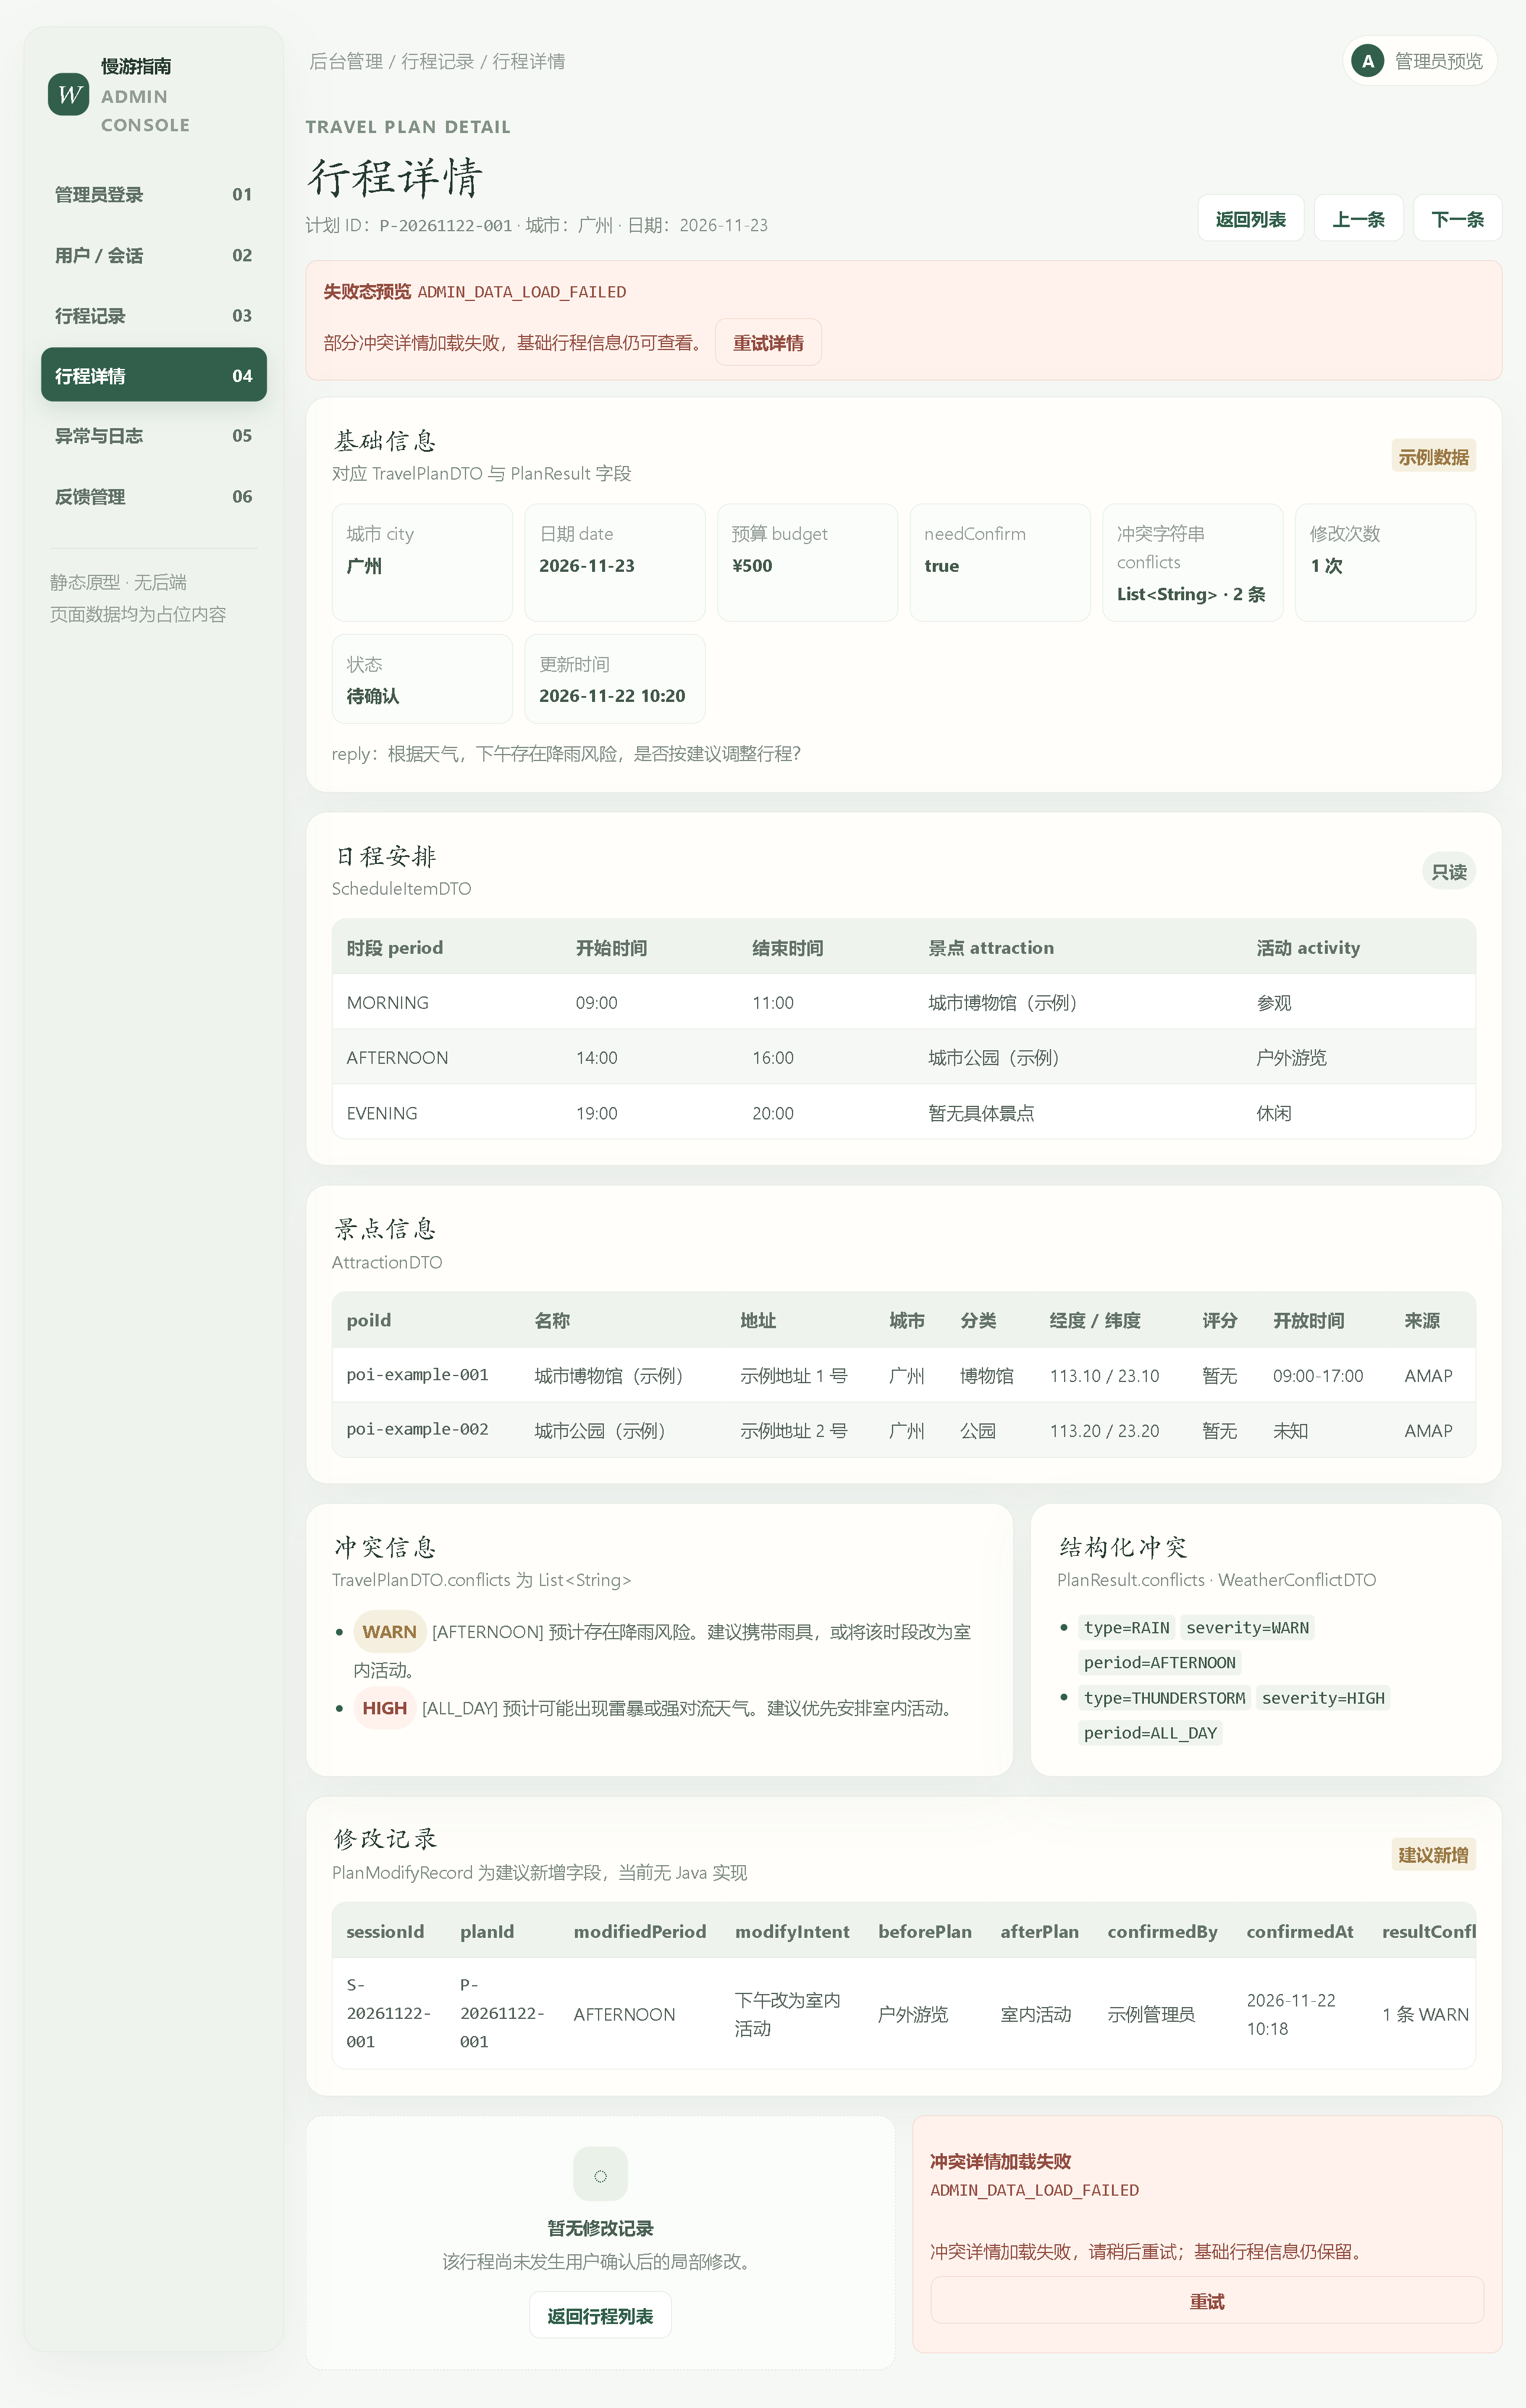 W
慢游指南
ADMIN
CONSOLE
管理员登录 01
用户 / 会话 02
行程记录 03
行程详情 04
异常与日志 05
反馈管理 06
静态原型 · 无后端
页面数据均为占位内容
后台管理 / 行程记录 / 行程详情
A 管理员预览
TRAVEL PLAN DETAIL
行程详情
计划 ID：P-20261122-001 · 城市：广州 · 日期：2026-11-23
返回列表 上一条 下一条
失败态预览 ADMIN_DATA_LOAD_FAILED
部分冲突详情加载失败，基础行程信息仍可查看。 重试详情
基础信息
对应 TravelPlanDTO 与 PlanResult 字段
示例数据
城市 city
广州
日期 date
2026-11-23
预算 budget
¥500
needConfirm
true
冲突字符串
conflicts
List<String> · 2 条
修改次数
1 次
状态
待确认
更新时间
2026-11-22 10:20
reply：根据天气，下午存在降雨风险，是否按建议调整行程？
日程安排
ScheduleItemDTO
只读
时段 period 开始时间 结束时间 景点 attraction 活动 activity
MORNING 09:00 11:00 城市博物馆（示例） 参观
AFTERNOON 14:00 16:00 城市公园（示例） 户外游览
EVENING 19:00 20:00 暂无具体景点 休闲
景点信息
AttractionDTO
poiId 名称 地址 城市 分类 经度 / 纬度 评分 开放时间 来源
poi-example-001 城市博物馆（示例） 示例地址 1 号 广州 博物馆 113.10 / 23.10 暂无 09:00-17:00 AMAP
poi-example-002 城市公园（示例） 示例地址 2 号 广州 公园 113.20 / 23.20 暂无 未知 AMAP
冲突信息
TravelPlanDTO.conflicts 为 List<String>
WARN [AFTERNOON] 预计存在降雨风险。建议携带雨具，或将该时段改为室
内活动。
HIGH [ALL_DAY] 预计可能出现雷暴或强对流天气。建议优先安排室内活动。
结构化冲突
PlanResult.conflicts · WeatherConflictDTO
type=RAIN severity=WARN
period=AFTERNOON
type=THUNDERSTORM severity=HIGH
period=ALL_DAY
修改记录
PlanModifyRecord 为建议新增字段，当前无 Java 实现
建议新增
sessionId planId modifiedPeriod modifyIntent beforePlan afterPlan confirmedBy confirmedAt resultConfl
S-
20261122-
001
P-
20261122-
001
AFTERNOON
下午改为室内
活动
户外游览
室内活动
示例管理员
2026-11-22
10:18
1 条 WARN
暂无修改记录
该行程尚未发生用户确认后的局部修改。
返回行程列表
冲突详情加载失败
ADMIN_DATA_LOAD_FAILED
冲突详情加载失败，请稍后重试；基础行程信息仍保留。
重试